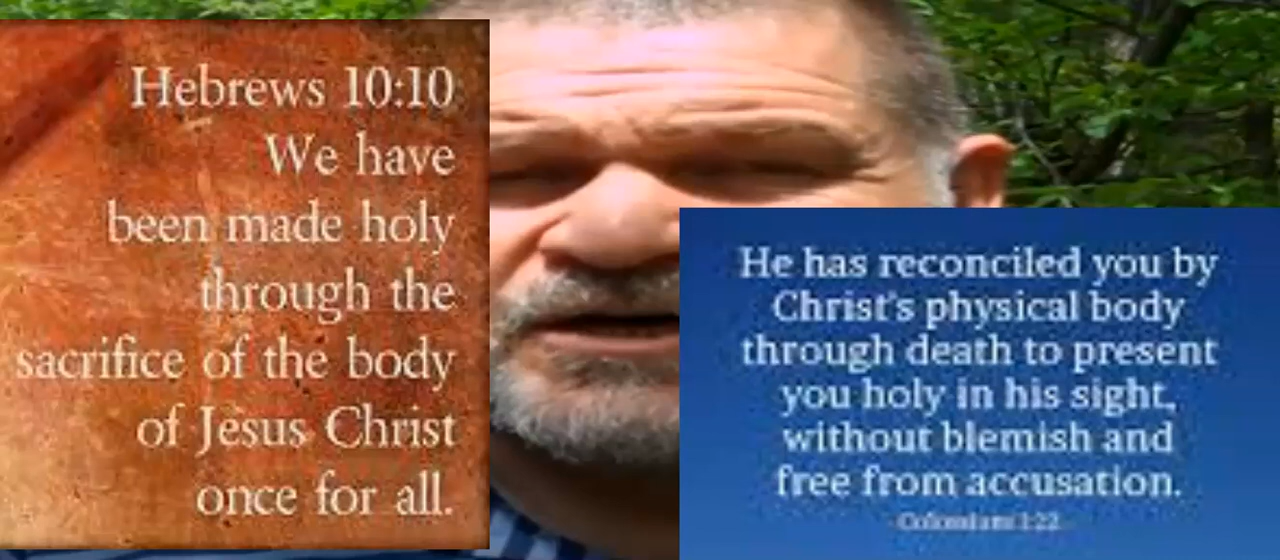 Hebrews 10:10
We have
been made holy
through the
sacrifice of the body
of Jesus Christ
once for all.
He has reconciled you by
Christ's physical body
through death to present
you holy in his sight,
without blemish and
free from accusation.
Colossians 1:22